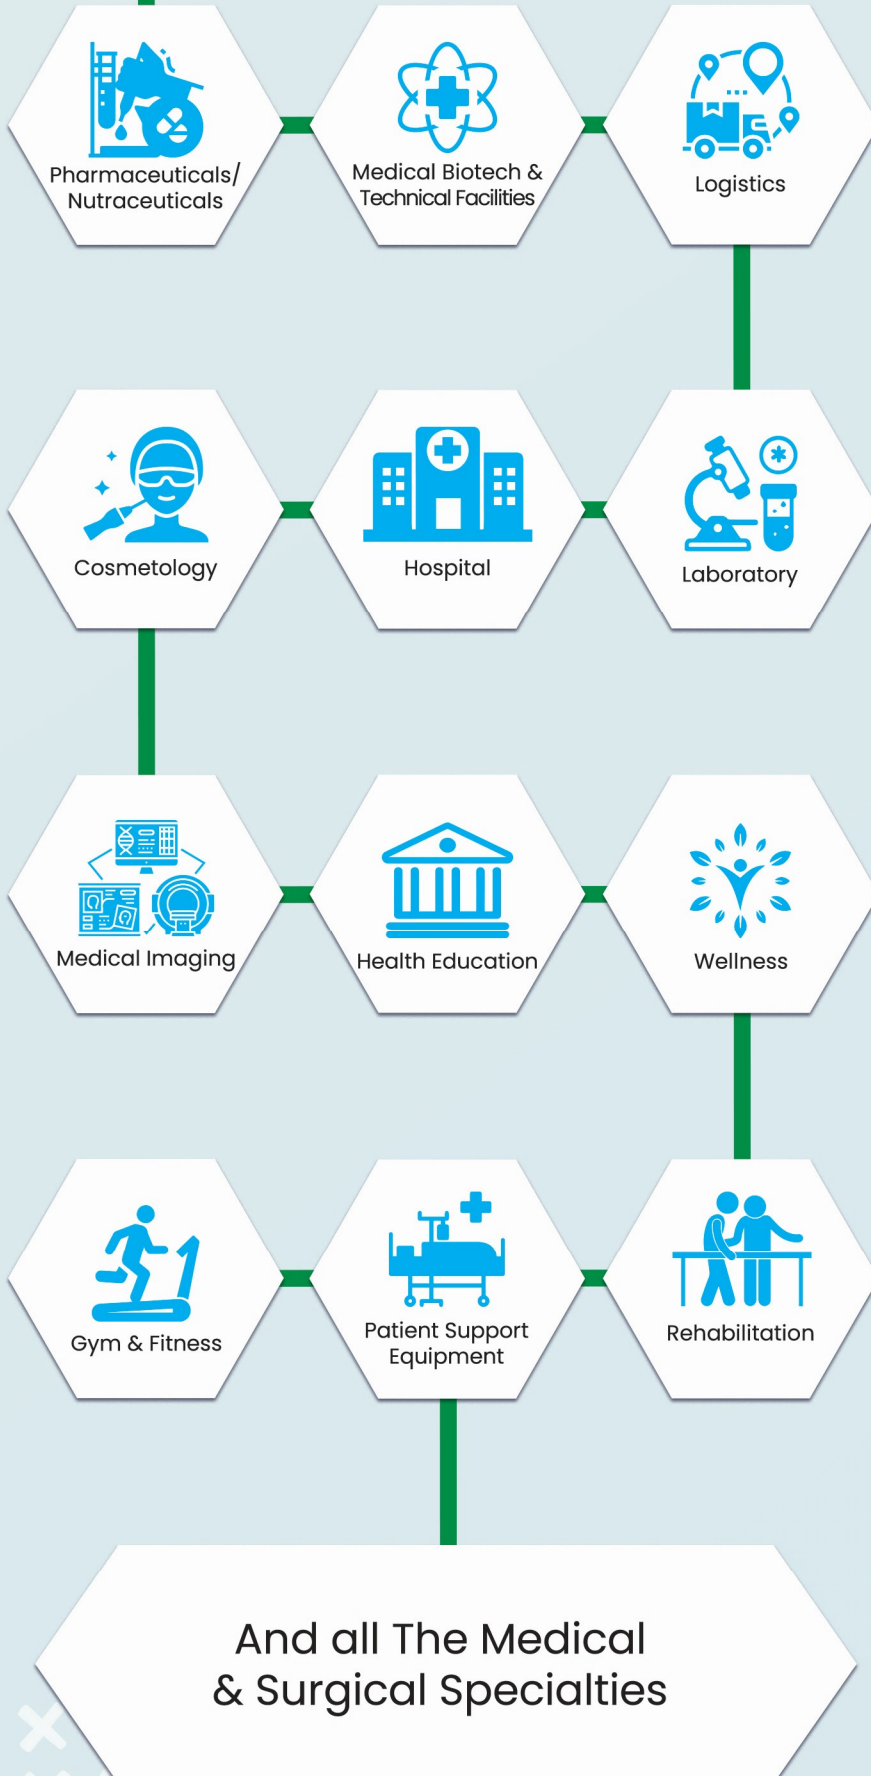 Pharmaceuticals/
Nutraceuticals
Medical Biotech &
Technical Facilities
Logistics
Cosmetology
Hospital
Laboratory
Medical Imaging
Health Education
Wellness
Gym & Fitness
Patient Support
Equipment
Rehabilitation
And all The Medical
& Surgical Specialties